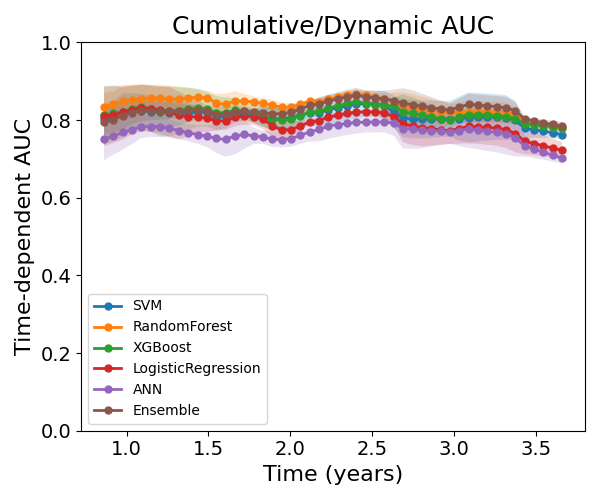 Cumulative/Dynamic AUC
Time-dependent AUC
1.0
0.8
0.6
0.4
0.2
0.0
SVM
RandomForest
XGBoost
LogisticRegression
ANN
Ensemble
1.0 1.5 2.0 2.5 3.0 3.5
Time (years)